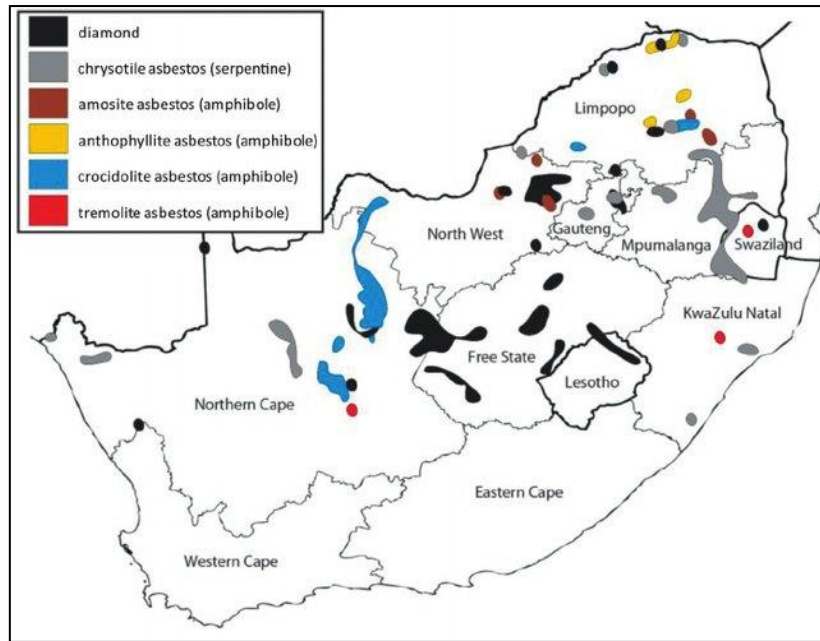 diamond
chrysotile asbestos (serpentine)
amosite asbestos (amphibole)
anthophyllite asbestos (amphibole)
crocidolite asbestos (amphibole)
tremolite asbestos (amphibole)
Limpopo
North West
Gauteng
Mpumalanga
Swaziland
KwaZulu Natal
Free State
Lesotho
Northern Cape
Eastern Cape
Western Cape